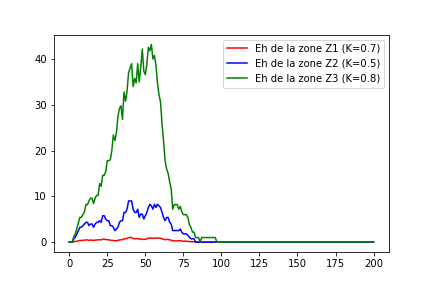 Eh de la zone Z1 (K=0.7)
Eh de la zone Z2 (K=0.5)
Eh de la zone Z3 (K=0.8)
40
30
20
10
0
0 25 50 75 100 125 150 175 200